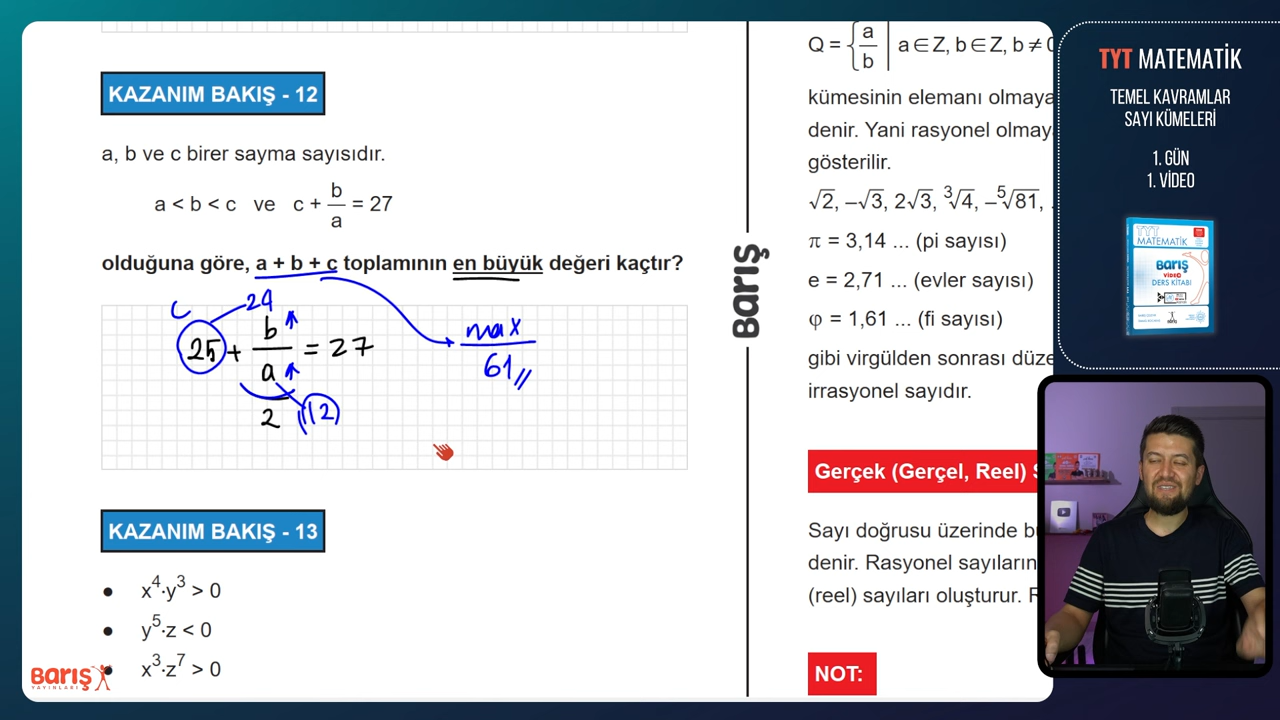 KAZANIM BAKIŞ - 12
a, b ve c birer sayma sayısıdır.
a < b < c ve c + b/a = 27
olduğuna göre, a + b + c toplamının en büyük değeri kaçtır?
c
24
25 + b/a = 27
2
12
max
61//
KAZANIM BAKIŞ - 13
• x⁴·y³ > 0
• y⁵·z < 0
• x³·z⁷ > 0
BARIŞ
YAYINLARI
BARIŞ
Q = { a/b | a ∈ Z, b ∈ Z, b ≠ 0
kümesinin elemanı olmaya
denir. Yani rasyonel olmay
gösterilir.
√2, –√3, 2√3, ³√4, –⁵√81,
π = 3,14 ... (pi sayısı)
e = 2,71 ... (evler sayısı)
φ = 1,61 ... (fi sayısı)
gibi virgülden sonrası düze
irrasyonel sayıdır.
Gerçek (Gerçel, Reel) S
Sayı doğrusu üzerinde bu
denir. Rasyonel sayıların
(reel) sayıları oluşturur. R
NOT:
TYT MATEMATİK
TEMEL KAVRAMLAR
SAYI KÜMELERİ
1. GÜN
1. VİDEO
TYT
MATEMATİK
BARIŞ
VİDEO
DERS KİTABI